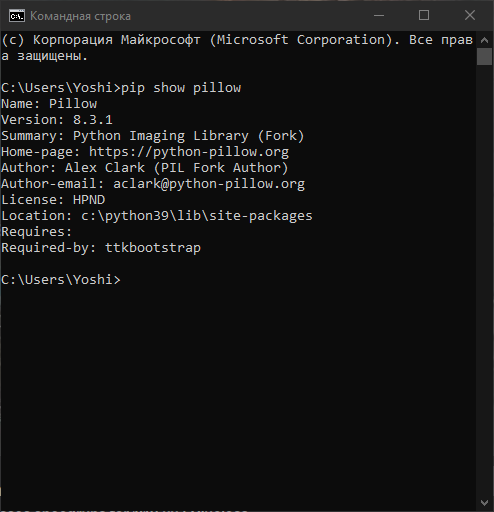 Командная строка
(c) Корпорация Майкрософт (Microsoft Corporation). Все прав
а защищены.
C:\Users\Yoshi>pip show pillow
Name: Pillow
Version: 8.3.1
Summary: Python Imaging Library (Fork)
Home-page: https://python-pillow.org
Author: Alex Clark (PIL Fork Author)
Author-email: aclark@python-pillow.org
License: HPND
Location: c:\python39\lib\site-packages
Requires:
Required-by: ttkbootstrap
C:\Users\Yoshi>